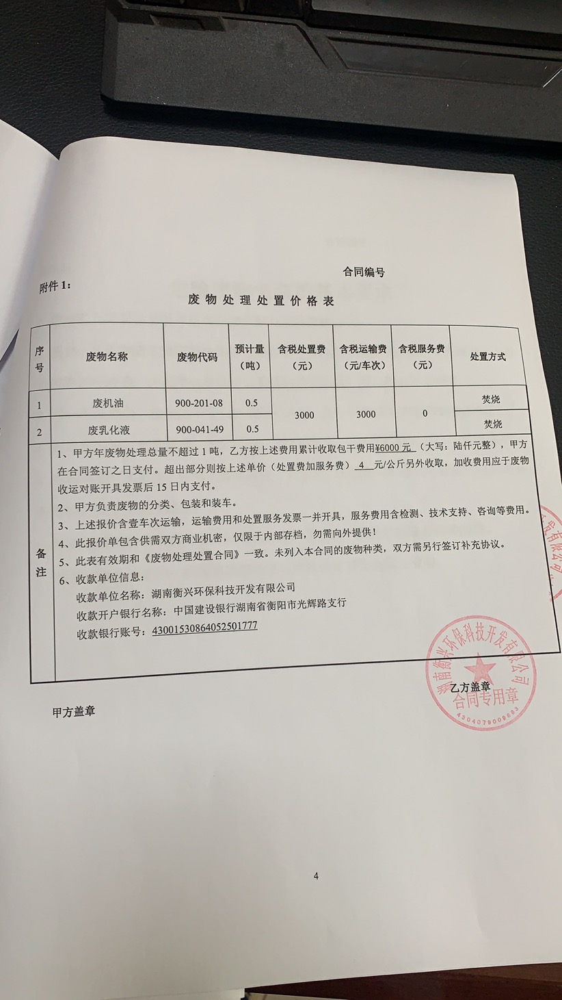 合同编号
附件 1：
废物处理处置价格表
序号 废物名称 废物代码 预计量（吨） 含税处置费（元） 含税运输费（元/车次） 含税服务费（元） 处置方式
1 废机油 900-201-08 0.5 3000 3000 0 焚烧
2 废乳化液 900-041-49 0.5 焚烧
备注
1、甲方年废物处理总量不超过 1 吨，乙方按上述费用累计收取包干费用¥6000 元（大写：陆仟元整），甲方
在合同签订之日支付。超出部分则按上述单价（处置费加服务费） 4 元/公斤另外收取，加收费用应于废物
收运对账开具发票后 15 日内支付。
2、甲方负责废物的分类、包装和装车。
3、上述报价含壹车次运输，运输费用和处置服务发票一并开具，服务费用含检测、技术支持、咨询等费用。
4、此报价单包含供需双方商业机密，仅限于内部存档，勿需向外提供！
5、此表有效期和《废物处理处置合同》一致。未列入本合同的废物种类，双方需另行签订补充协议。
6、收款单位信息：
收款单位名称：湖南衡兴环保科技开发有限公司
收款开户银行名称：中国建设银行湖南省衡阳市光辉路支行
收款银行账号：43001530864052501777
甲方盖章
乙方盖章
湖南衡兴环保科技开发有限公司
合同专用章
4